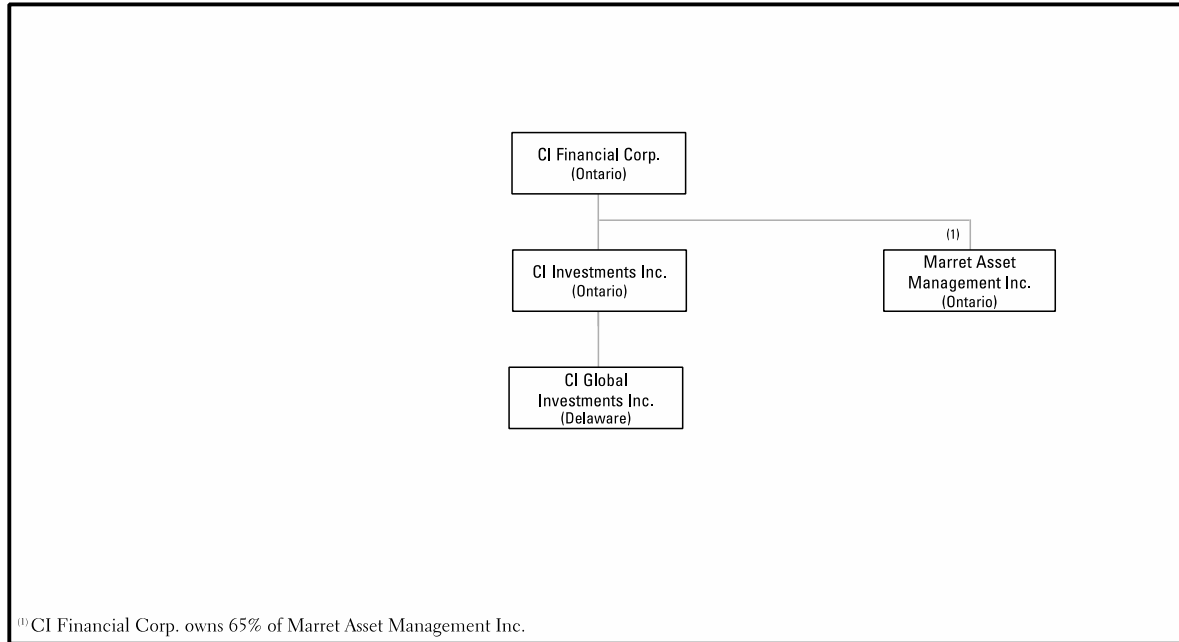 CI Financial Corp.
(Ontario)
(1)
CI Investments Inc.
(Ontario)
Marret Asset
Management Inc.
(Ontario)
CI Global
Investments Inc.
(Delaware)
(1) CI Financial Corp. owns 65% of Marret Asset Management Inc.